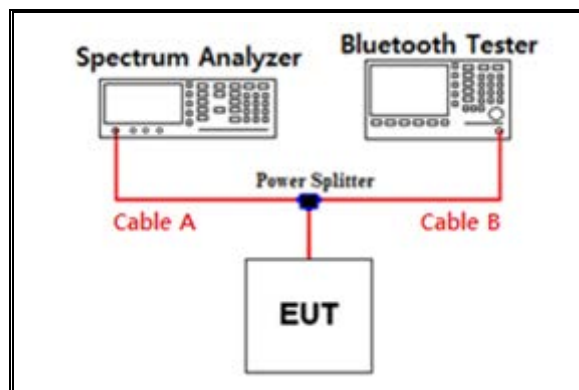 Spectrum Analyzer
Bluetooth Tester
Power Splitter
Cable A
Cable B
EUT